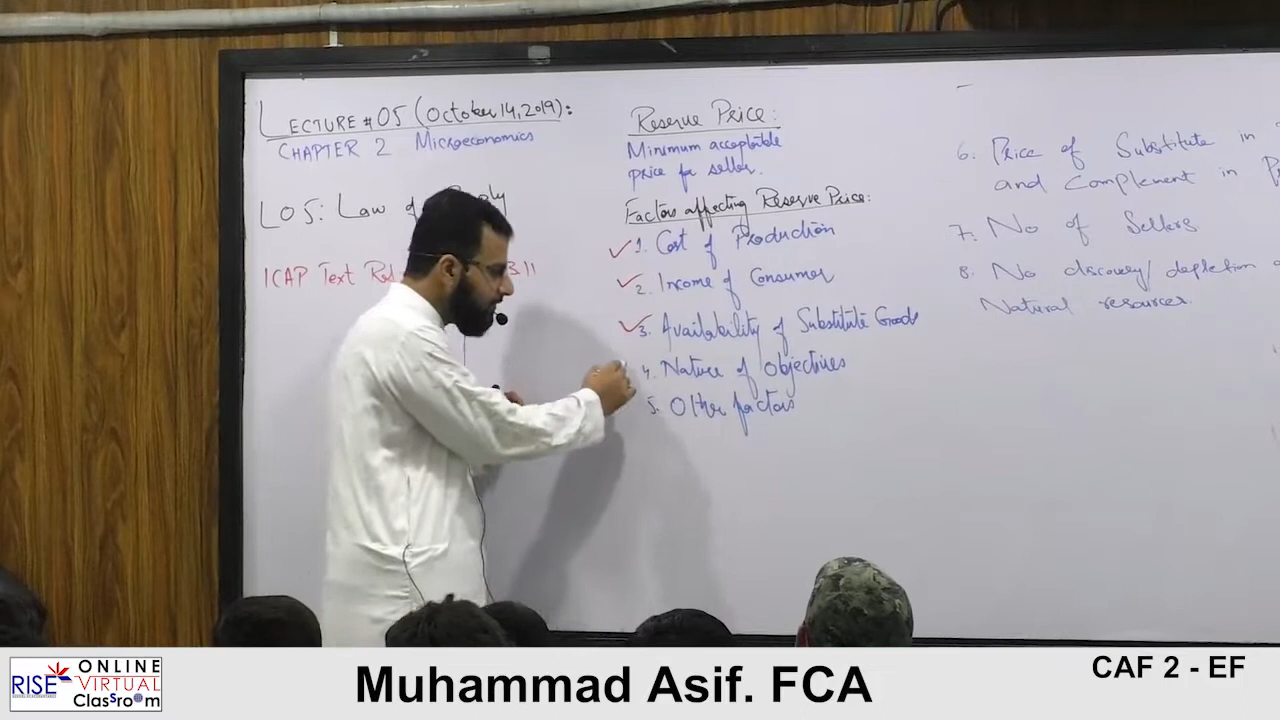 LECTURE # 05 (October 14, 2019):
CHAPTER 2 Microeconomics
LO 5: Law of
ICAP Text
311
Reserve Price:
Minimum acceptable
price for seller.
Factors affecting Reserve Price:
1. Cost of Production
2. Income of Consumer
3. Availability of Substitute Goods
4. Nature of Objectives
5. Other factors
6. Price of Substitute in
and Complement in
7. No of Sellers
8. No discovery/ depletion
Natural resources.
RISE
ONLINE
VIRTUAL
Classroom
Muhammad Asif. FCA
CAF 2 - EF